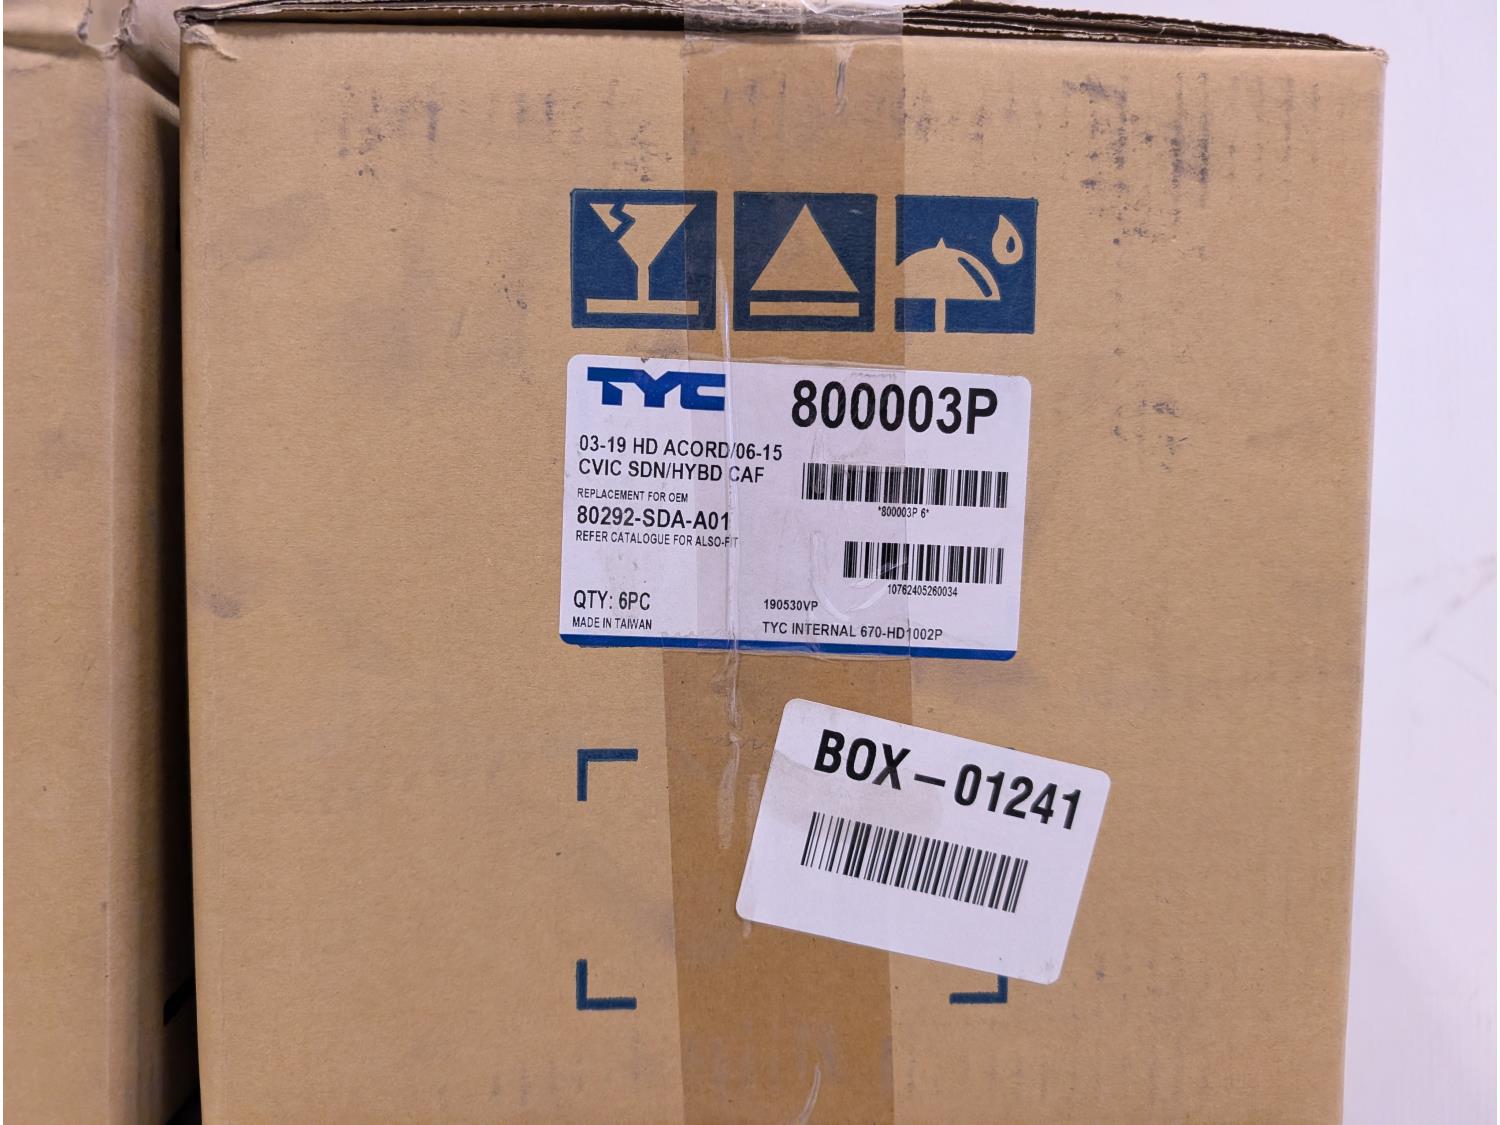 TYC
800003P
03-19 HD ACORD/06-15
CVIC SDN/HYBD CAF
REPLACEMENT FOR OEM
80292-SDA-A01
REFER CATALOGUE FOR ALSO-FIT
*800003P 6*
10762405260034
QTY: 6PC
MADE IN TAIWAN
190530VP
TYC INTERNAL 670-HD1002P
BOX-01241